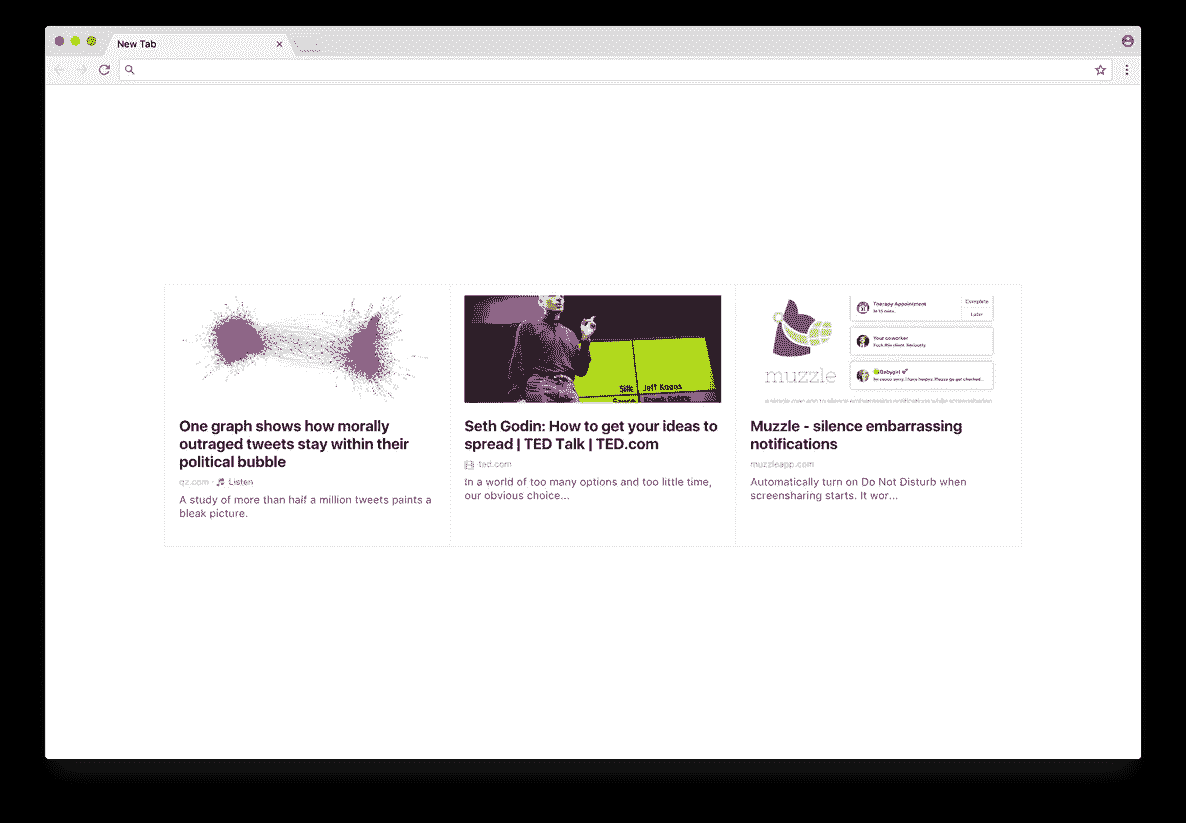 New Tab
One graph shows how morally
outraged tweets stay within their
political bubble
qz.com · Listen
A study of more than half a million tweets paints a
bleak picture.
Silk Jeff Koons
Seth Godin: How to get your ideas to
spread | TED Talk | TED.com
ted.com
In a world of too many options and too little time,
our obvious choice...
Therapy Appointment
Complete
Later
Your coworker
Babygirl
muzzle
Muzzle - silence embarrassing
notifications
muzzleapp.com
Automatically turn on Do Not Disturb when
screensharing starts. It wor...